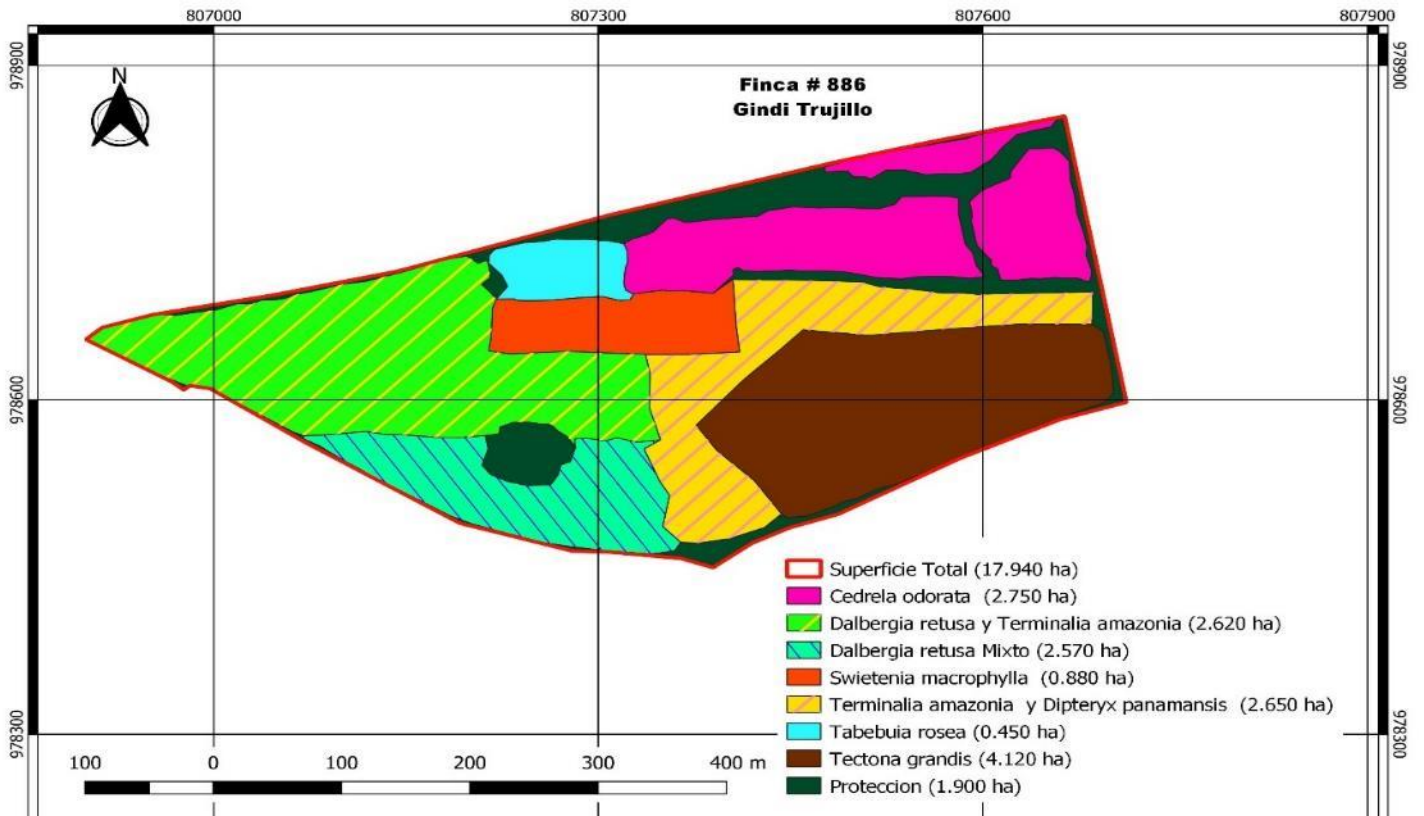 807000 807300 807600 807900
978900 978900
N
Finca # 886
Gindi Trujillo
978600 978600
Superficie Total (17.940 ha)
Cedrela odorata (2.750 ha)
Dalbergia retusa y Terminalia amazonia (2.620 ha)
Dalbergia retusa Mixto (2.570 ha)
Swietenia macrophylla (0.880 ha)
Terminalia amazonia y Dipteryx panamansis (2.650 ha)
Tabebuia rosea (0.450 ha)
Tectona grandis (4.120 ha)
Proteccion (1.900 ha)
978300 978300
100 0 100 200 300 400 m